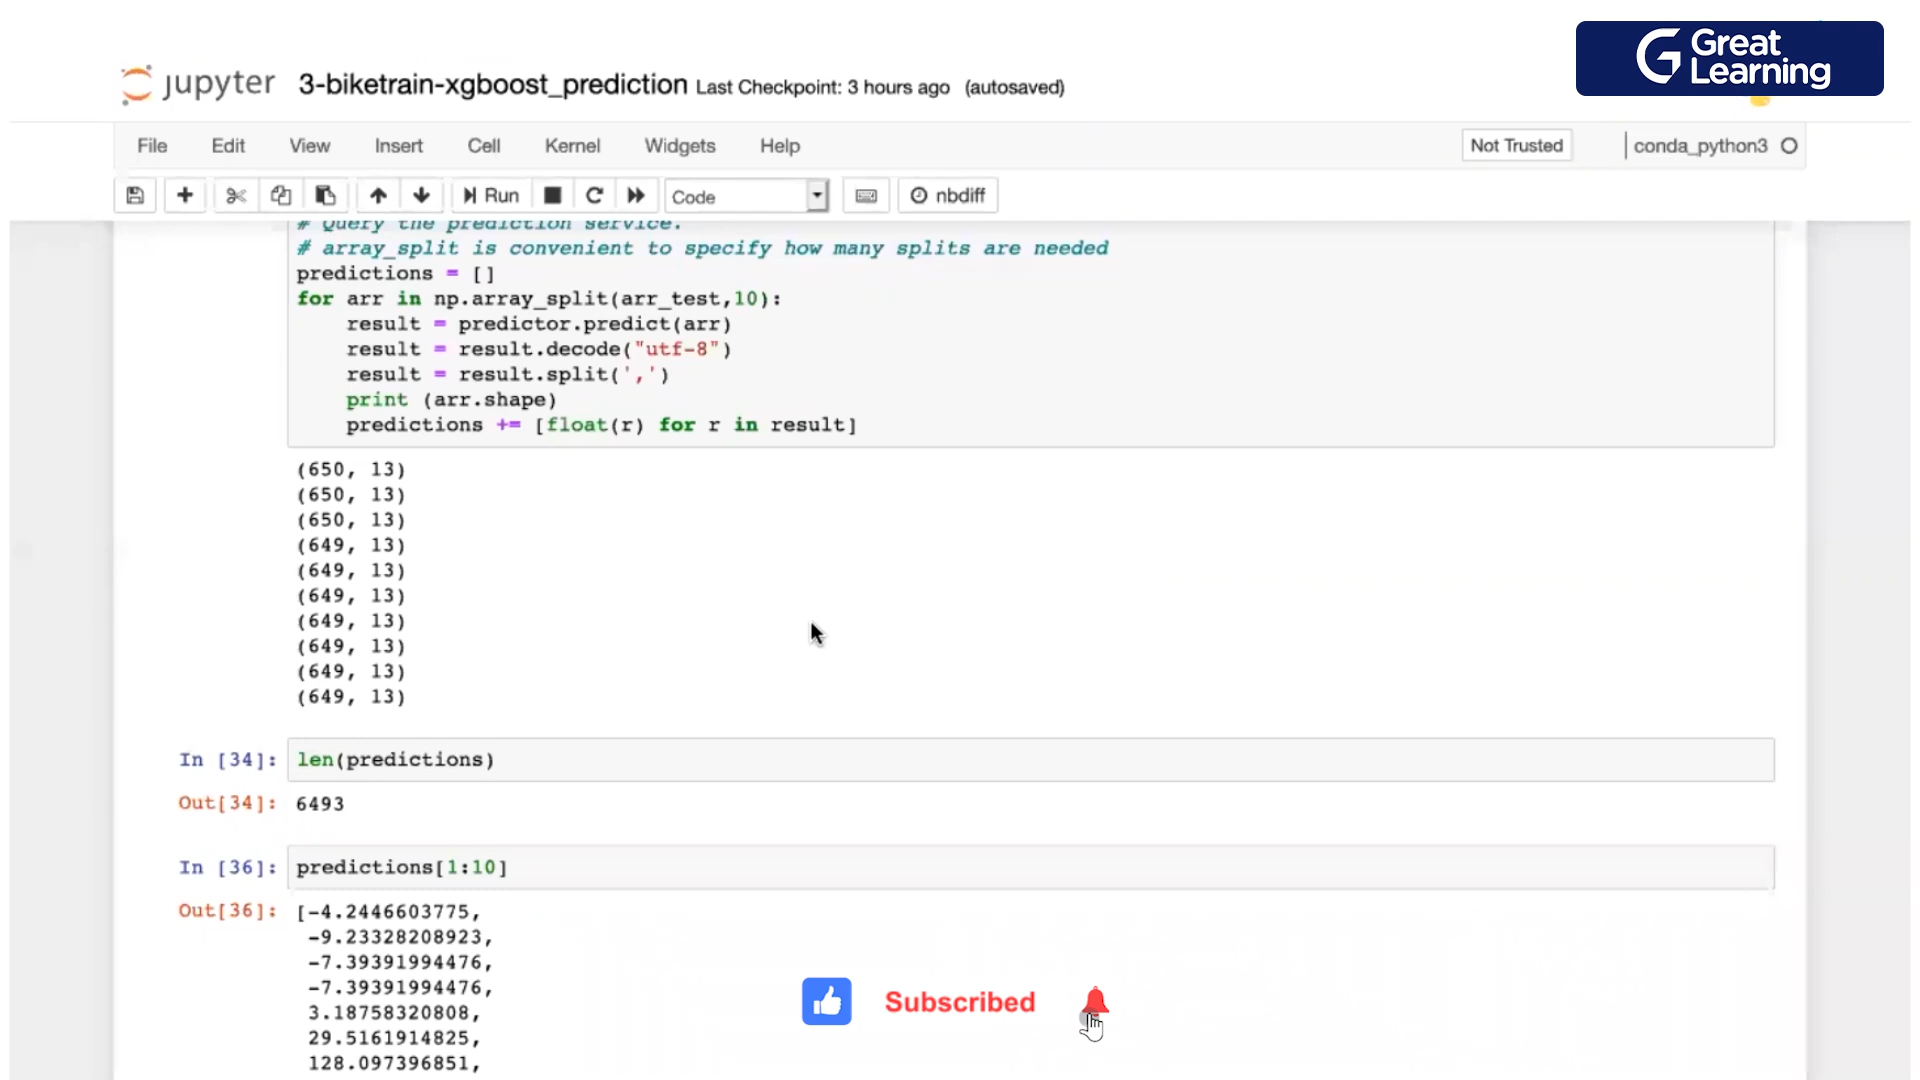 Great
Learning
jupyter 3-biketrain-xgboost_prediction Last Checkpoint: 3 hours ago (autosaved)
File Edit View Insert Cell Kernel Widgets Help Not Trusted conda_python3
Run Code nbdiff
# Query the prediction service.
# array_split is convenient to specify how many splits are needed
predictions = []
for arr in np.array_split(arr_test,10):
    result = predictor.predict(arr)
    result = result.decode("utf-8")
    result = result.split(',')
    print (arr.shape)
    predictions += [float(r) for r in result]
(650, 13)
(650, 13)
(650, 13)
(649, 13)
(649, 13)
(649, 13)
(649, 13)
(649, 13)
(649, 13)
(649, 13)
In [34]: len(predictions)
Out[34]: 6493
In [36]: predictions[1:10]
Out[36]: [-4.2446603775,
-9.23328208923,
-7.39391994476,
-7.39391994476,
3.18758320808,
29.5161914825,
128.097396851,
Subscribed